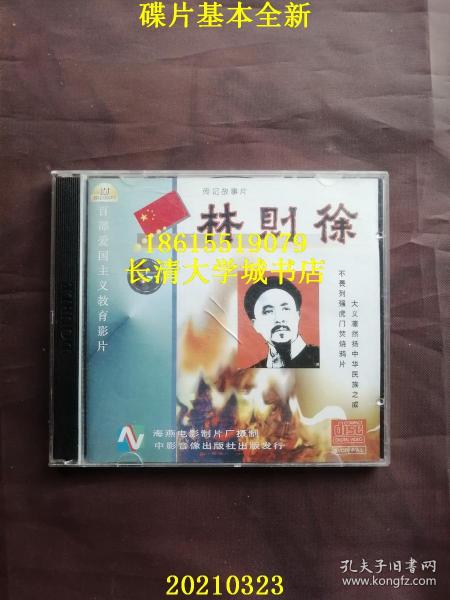 碟片基本全新
传记故事片
林则徐
18615519079
长清大学城书店
百部爱国主义教育影片
不畏列强虎门焚烧鸦片
大义凛然扬中华民族之威
海燕电影制片厂摄制
中影音像出版社出版发行
COMPACT
DISC
DIGITAL VIDEO
孔夫子旧书网
www.kongfz.com
20210323